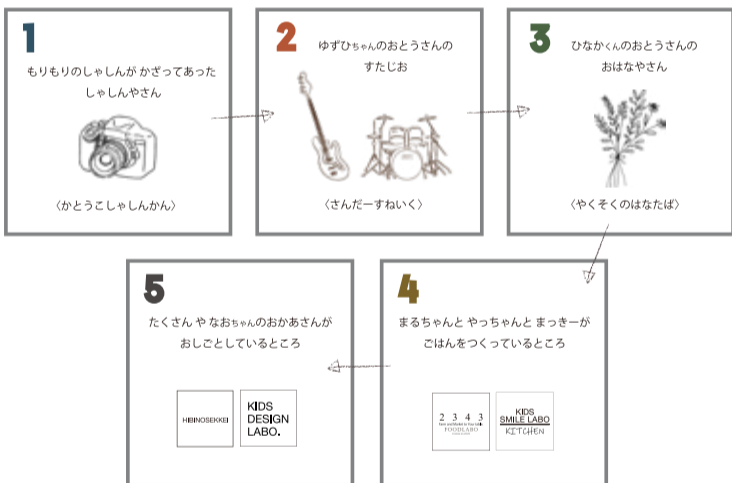 1
もりもりのしゃしんが かざってあった
しゃしんやさん
〈かとうこしゃしんかん〉
2
ゆずひちゃんのおとうさんの
すたじお
〈さんだーすねいく〉
3
ひなかくんのおとうさんの
おはなやさん
〈やくそくのはなたば〉
4
まるちゃんと やっちゃんと まっきーが
ごはんをつくっているところ
2 3 4 3
FOODLABO
KIDS
SMILE LABO
KITCHEN
5
たくさん や なおちゃんのおかあさんが
おしごとしているところ
HIBINOSEKKEI
KIDS
DESIGN
LABO.